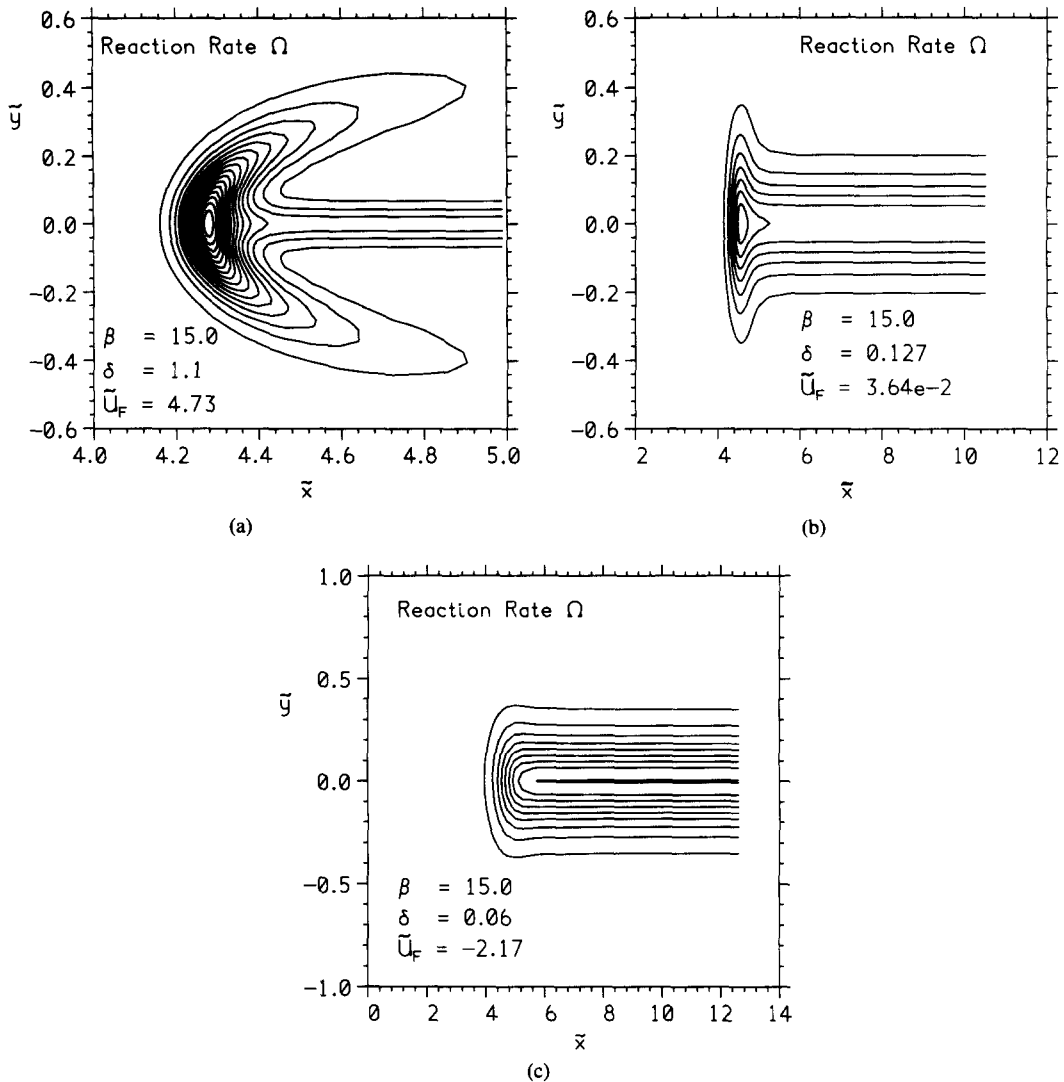 Reaction Rate Ω
0.6
0.4
0.2
0.0
−0.2
−0.4
−0.6
ỹ
β = 15.0
δ = 1.1
Ũ_F = 4.73
4.0 4.2 4.4 4.6 4.8 5.0
x̃
(a)
Reaction Rate Ω
0.6
0.4
0.2
0.0
−0.2
−0.4
−0.6
ỹ
β = 15.0
δ = 0.127
Ũ_F = 3.64e−2
2 4 6 8 10 12
x̃
(b)
Reaction Rate Ω
1.0
0.5
0.0
−0.5
−1.0
ỹ
β = 15.0
δ = 0.06
Ũ_F = −2.17
0 2 4 6 8 10 12 14
x̃
(c)